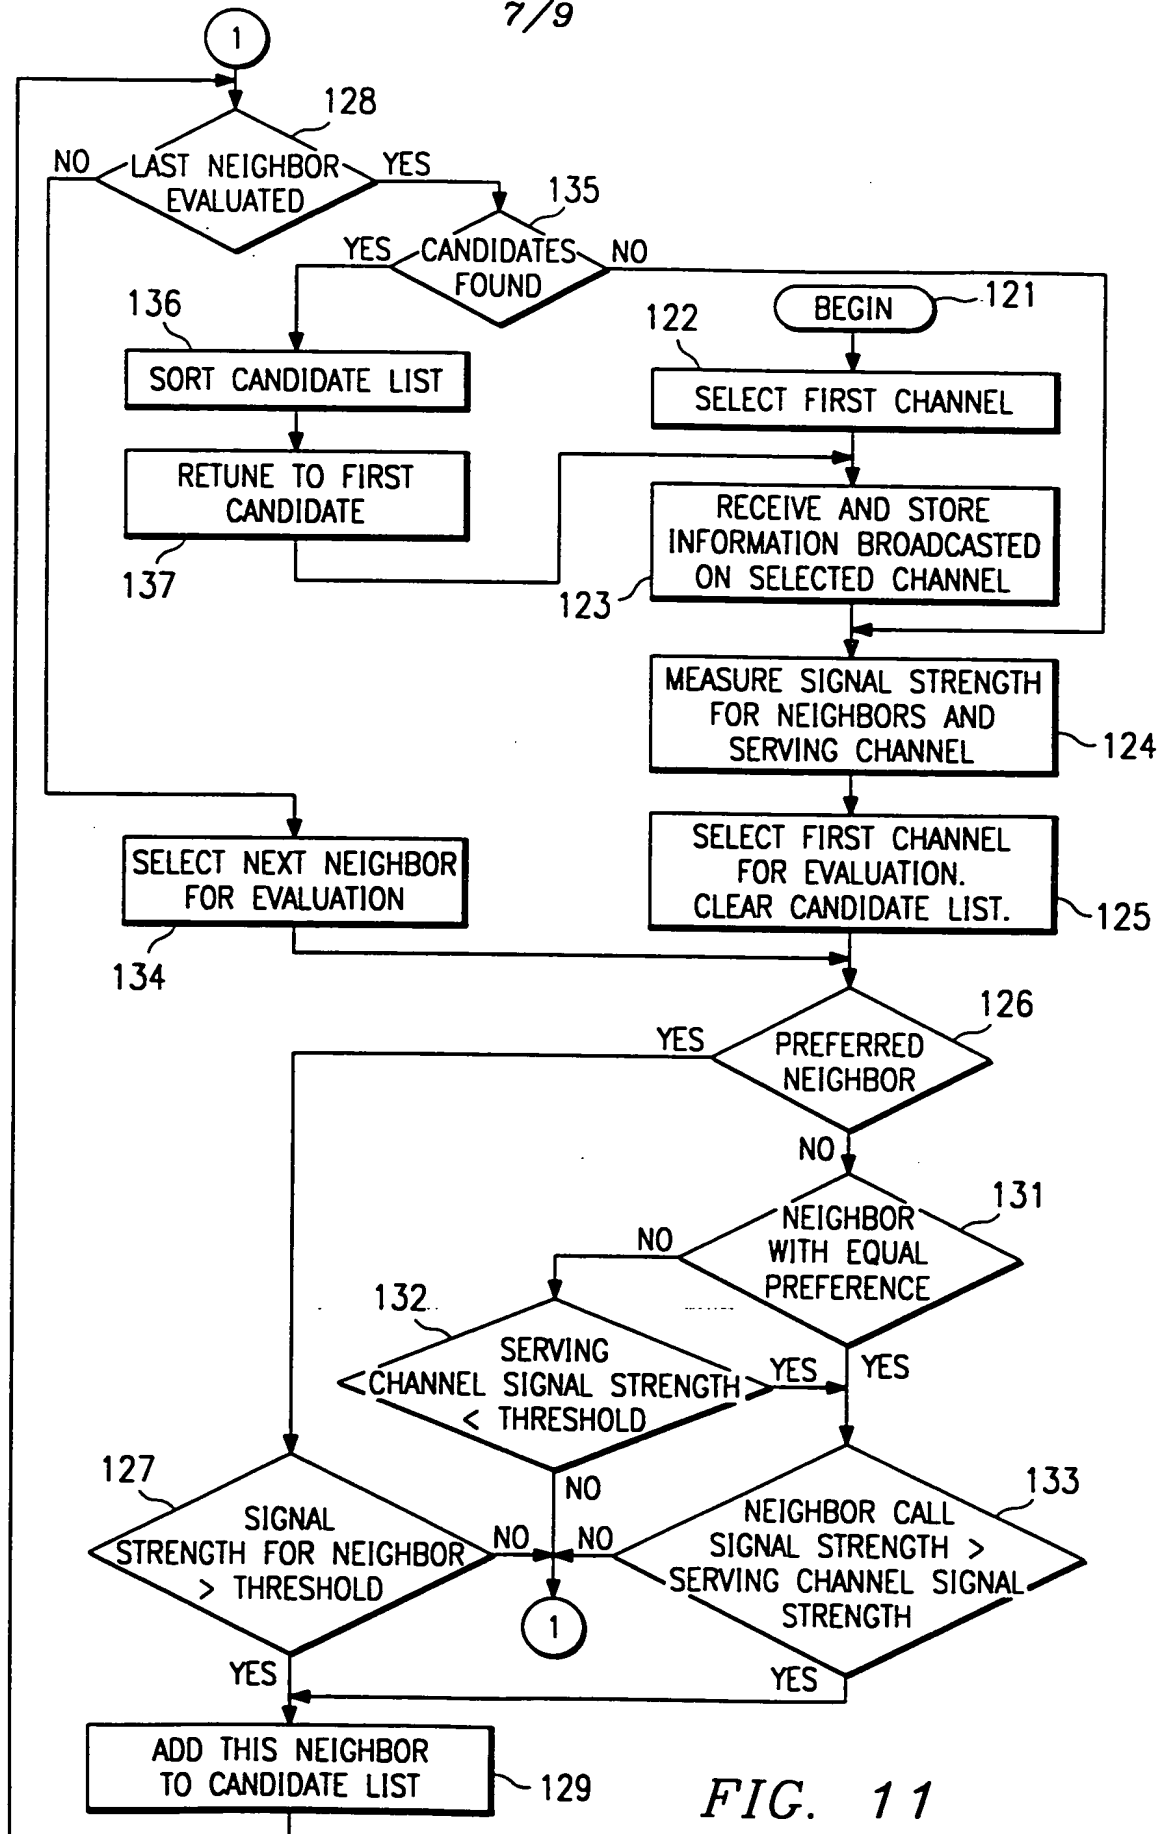 7/9
1
128
NO
LAST NEIGHBOR
EVALUATED
YES
135
YES
CANDIDATES
FOUND
NO
136
SORT CANDIDATE LIST
BEGIN
121
122
SELECT FIRST CHANNEL
RETUNE TO FIRST
CANDIDATE
137
RECEIVE AND STORE
INFORMATION BROADCASTED
ON SELECTED CHANNEL
123
MEASURE SIGNAL STRENGTH
FOR NEIGHBORS AND
SERVING CHANNEL
124
SELECT NEXT NEIGHBOR
FOR EVALUATION
134
SELECT FIRST CHANNEL
FOR EVALUATION.
CLEAR CANDIDATE LIST.
125
126
YES
PREFERRED
NEIGHBOR
NO
131
NO
NEIGHBOR
WITH EQUAL
PREFERENCE
YES
132
SERVING
CHANNEL SIGNAL STRENGTH
< THRESHOLD
YES
NO
127
SIGNAL
STRENGTH FOR NEIGHBOR
> THRESHOLD
NO
YES
133
NO
NEIGHBOR CALL
SIGNAL STRENGTH >
SERVING CHANNEL SIGNAL
STRENGTH
YES
1
ADD THIS NEIGHBOR
TO CANDIDATE LIST
129
FIG. 11